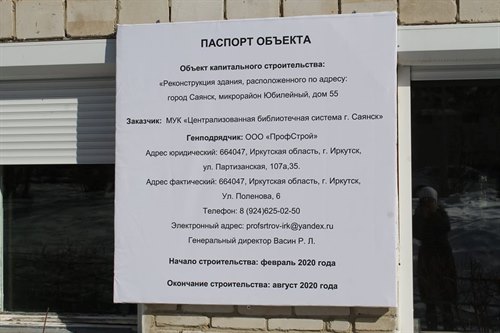 ПАСПОРТ ОБЪЕКТА
Объект капитального строительства:
«Реконструкция здания, расположенного по адресу:
город Саянск, микрорайон Юбилейный, дом 55
Заказчик: МУК «Централизованная библиотечная система г. Саянск»
Генподрядчик: ООО «ПрофСтрой»
Адрес юридический: 664047, Иркутская область, г. Иркутск,
ул. Партизанская, 107а,35.
Адрес фактический: 664047, Иркутская область, г. Иркутск,
Ул. Поленова, 6
Телефон: 8 (924)625-02-50
Электронный адрес: profsrtrov-irk@yandex.ru
Генеральный директор Васин Р. Л.
Начало строительства: февраль 2020 года
Окончание строительства: август 2020 года